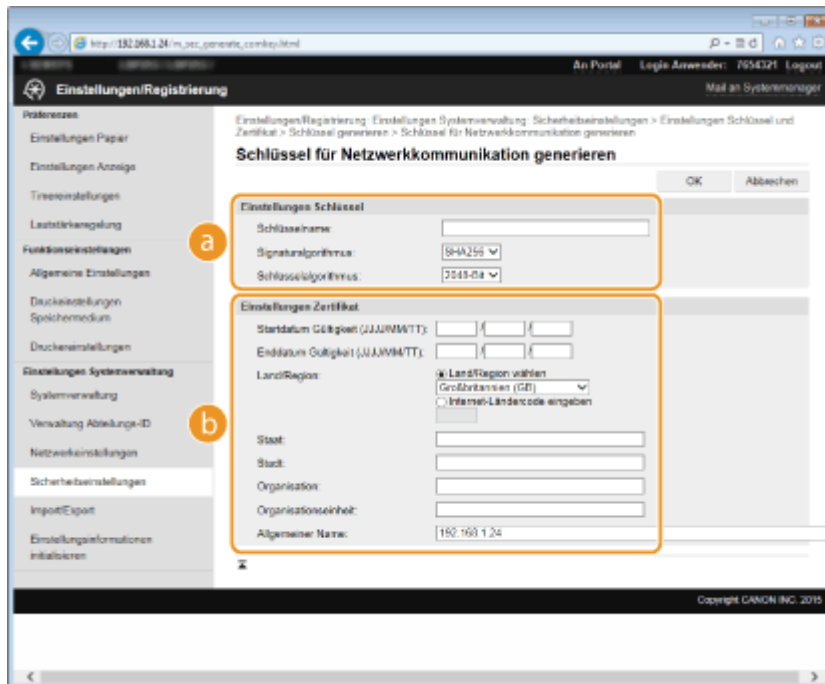 http://192.168.1.24/m_sec_generate_comkey.html
An Portal Login Anwender: 7654321 Logout
Einstellungen/Registrierung
Mail an Systemmanager
Präferenzen
Einstellungen Papier
Einstellungen Anzeige
Timereinstellungen
Lautstärkeregelung
Funktionseinstellungen
Allgemeine Einstellungen
Druckeinstellungen
Speichermedium
Druckereinstellungen
Einstellungen Systemverwaltung
Systemverwaltung
Verwaltung Abteilungs-ID
Netzwerkeinstellungen
Sicherheitseinstellungen
Import/Export
Einstellungsinformationen
initialisieren
Einstellungen/Registrierung: Einstellungen Systemverwaltung: Sicherheitseinstellungen > Einstellungen Schlüssel und
Zertifikat > Schlüssel generieren > Schlüssel für Netzwerkkommunikation generieren
Schlüssel für Netzwerkkommunikation generieren
OK Abbrechen
a
Einstellungen Schlüssel
Schlüsselname:
Signaturalgorithmus: SHA256
Schlüsselalgorithmus: 2048-Bit
b
Einstellungen Zertifikat
Startdatum Gültigkeit (JJJJ/MM/TT): / /
Enddatum Gültigkeit (JJJJ/MM/TT): / /
Land/Region: Land/Region wählen
Großbritannien (GB)
Internet-Ländercode eingeben
Staat:
Stadt:
Organisation:
Organisationseinheit:
Allgemeiner Name: 192.168.1.24
Copyright CANON INC. 2015